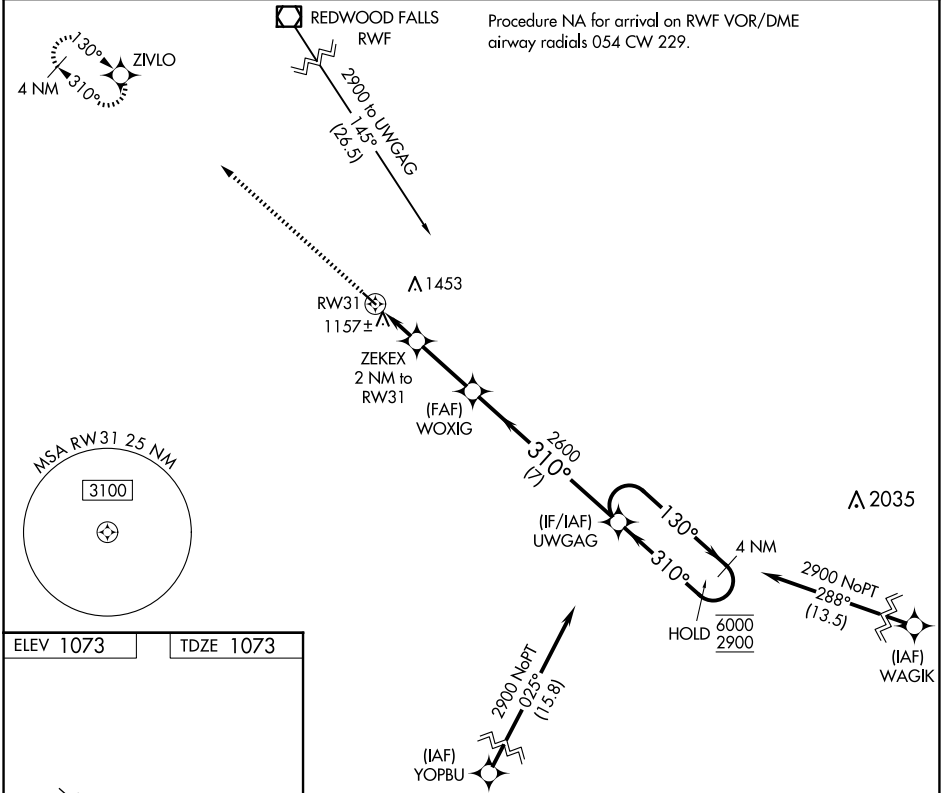 REDWOOD FALLS
RWF
Procedure NA for arrival on RWF VOR/DME
airway radials 054 CW 229.
130°
ZIVLO
4 NM
310°
2900 to UWGAG
145°
(26.5)
1453
RW31
1157±
ZEKEX
2 NM to
RW31
(FAF)
WOXIG
2600
310°
(7)
MSA RW31 25 NM
3100
2035
(IF/IAF)
UWGAG
130°
310°
4 NM
HOLD
6000
2900
2900 NoPT
288°
(13.5)
(IAF)
WAGIK
ELEV 1073
TDZE 1073
2900 NoPT
025°
(15.8)
(IAF)
YOPBU